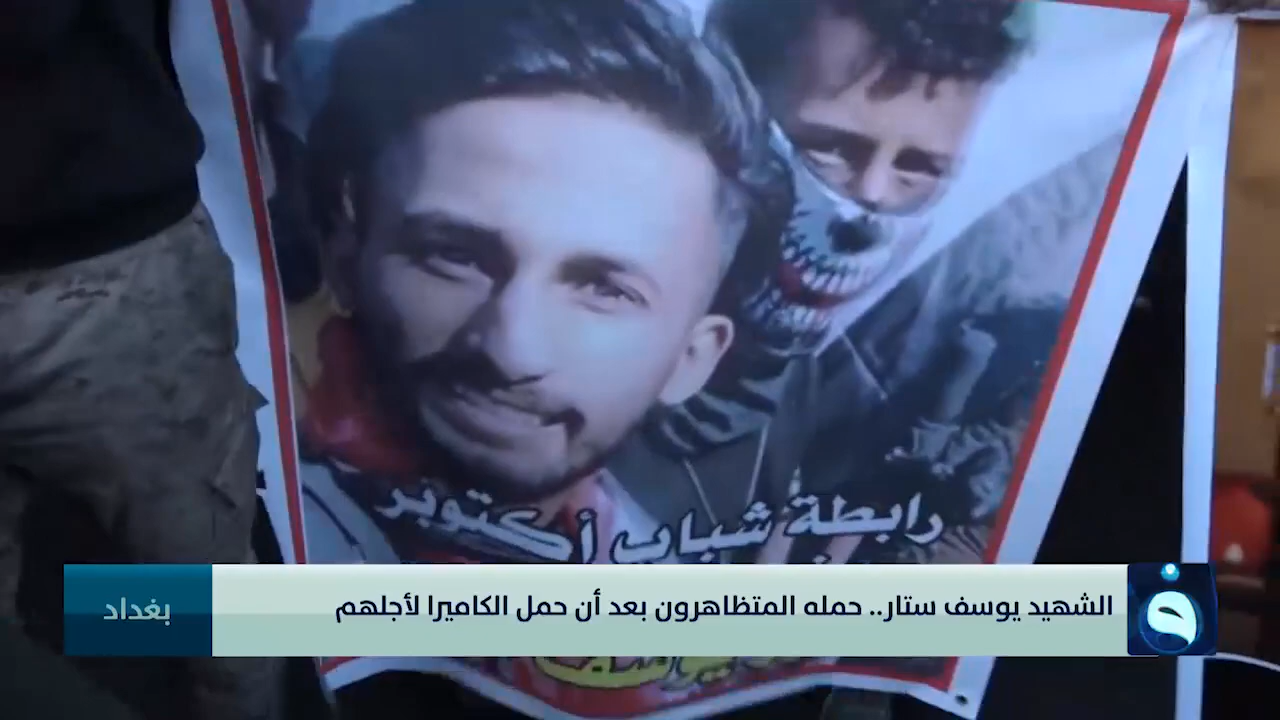 رابطة شباب أكتوبر
الشهيد يوسف ستار.. حمله المتظاهرون بعد أن حمل الكاميرا لأجلهم
بغداد